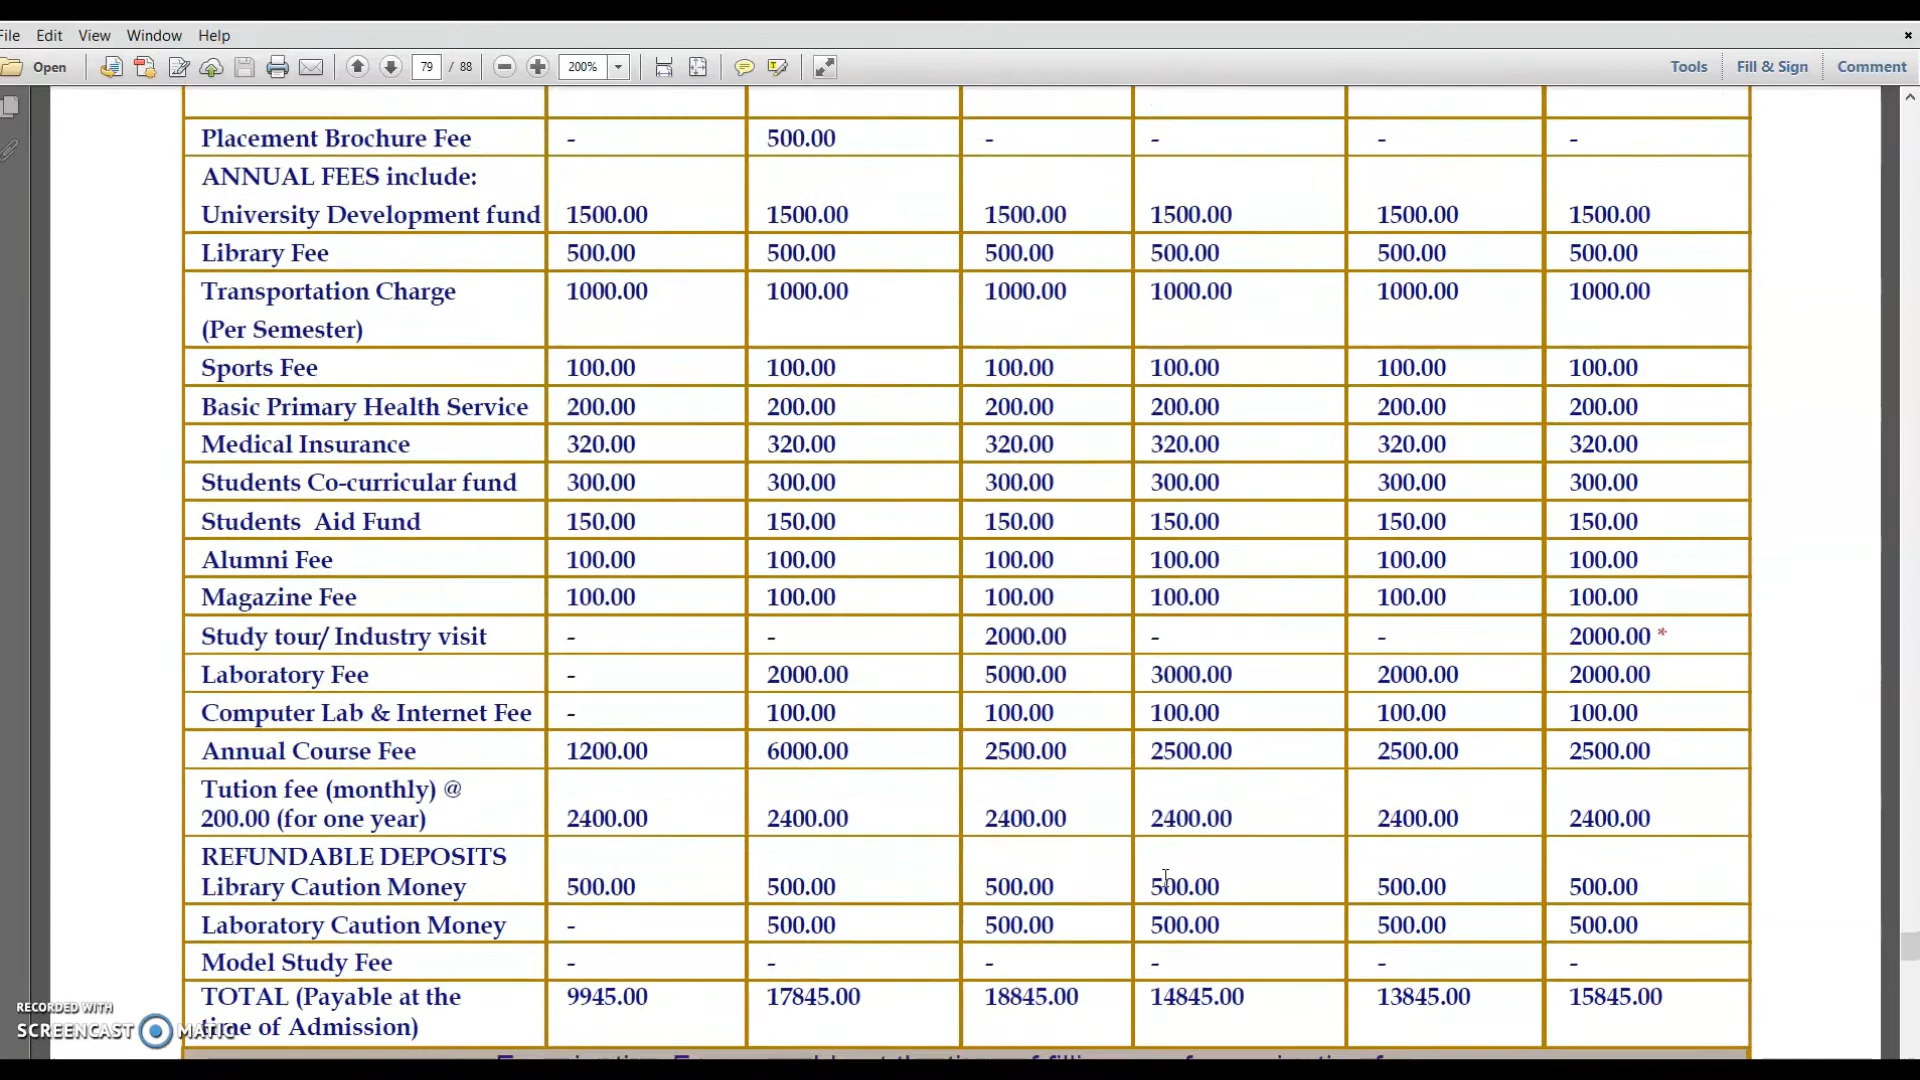 File Edit View Window Help
Open 79 / 88 200% Tools Fill & Sign Comment
Placement Brochure Fee - 500.00 - - - -
ANNUAL FEES include:
University Development fund 1500.00 1500.00 1500.00 1500.00 1500.00 1500.00
Library Fee 500.00 500.00 500.00 500.00 500.00 500.00
Transportation Charge 1000.00 1000.00 1000.00 1000.00 1000.00 1000.00
(Per Semester)
Sports Fee 100.00 100.00 100.00 100.00 100.00 100.00
Basic Primary Health Service 200.00 200.00 200.00 200.00 200.00 200.00
Medical Insurance 320.00 320.00 320.00 320.00 320.00 320.00
Students Co-curricular fund 300.00 300.00 300.00 300.00 300.00 300.00
Students Aid Fund 150.00 150.00 150.00 150.00 150.00 150.00
Alumni Fee 100.00 100.00 100.00 100.00 100.00 100.00
Magazine Fee 100.00 100.00 100.00 100.00 100.00 100.00
Study tour/ Industry visit - - 2000.00 - - 2000.00 *
Laboratory Fee - 2000.00 5000.00 3000.00 2000.00 2000.00
Computer Lab & Internet Fee - 100.00 100.00 100.00 100.00 100.00
Annual Course Fee 1200.00 6000.00 2500.00 2500.00 2500.00 2500.00
Tution fee (monthly) @
200.00 (for one year) 2400.00 2400.00 2400.00 2400.00 2400.00 2400.00
REFUNDABLE DEPOSITS
Library Caution Money 500.00 500.00 500.00 500.00 500.00 500.00
Laboratory Caution Money - 500.00 500.00 500.00 500.00 500.00
Model Study Fee - - - - - -
TOTAL (Payable at the 9945.00 17845.00 18845.00 14845.00 13845.00 15845.00
time of Admission)
RECORDED WITH
SCREENCAST MATIC